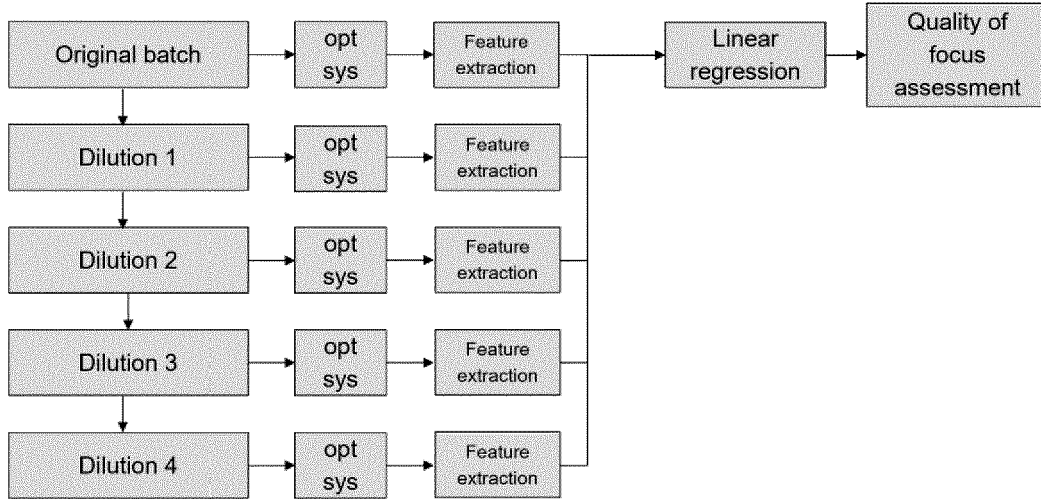 Original batch
opt
sys
Feature
extraction
Linear
regression
Quality of
focus
assessment
Dilution 1
opt
sys
Feature
extraction
Dilution 2
opt
sys
Feature
extraction
Dilution 3
opt
sys
Feature
extraction
Dilution 4
opt
sys
Feature
extraction